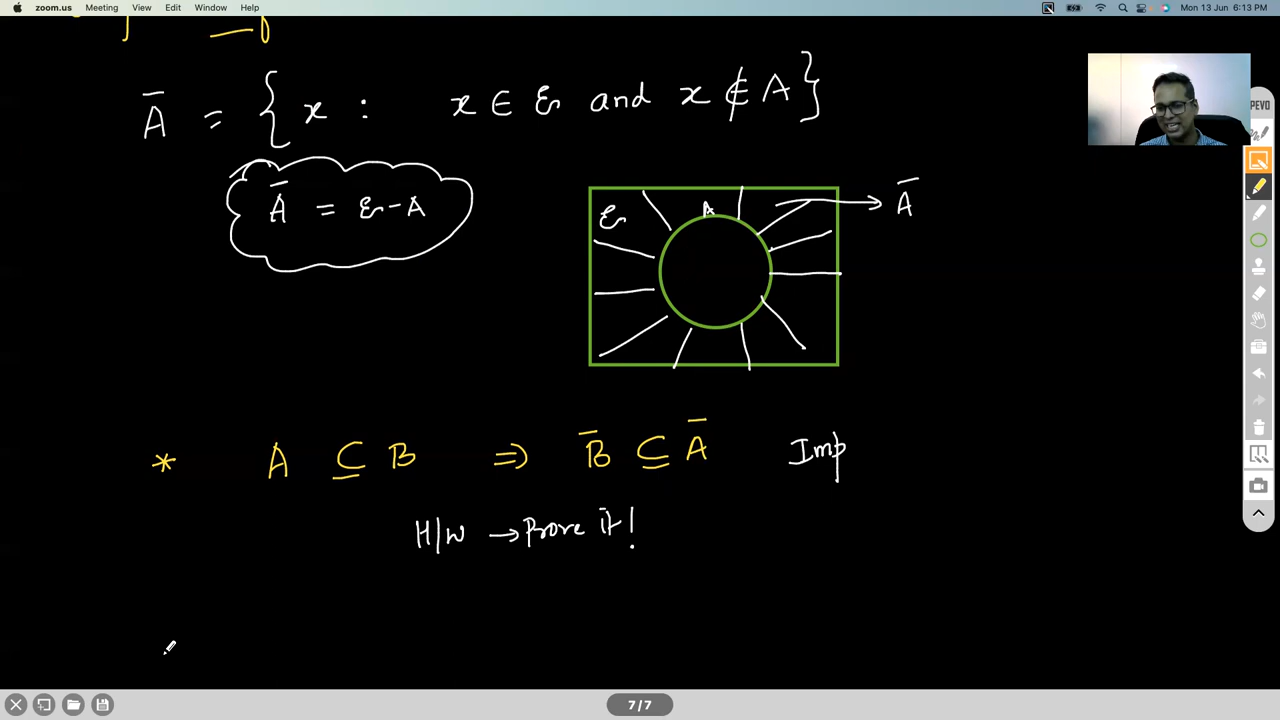 zoom.us Meeting View Edit Window Help Mon 13 Jun 6:13 PM
Ā = { x : x ∈ ξ and x ∉ A }
IPEVO
Ā = ξ - A
ξ A → Ā
* A ⊆ B ⇒ B̄ ⊆ Ā Imp
H/W → Prove it!
7/7